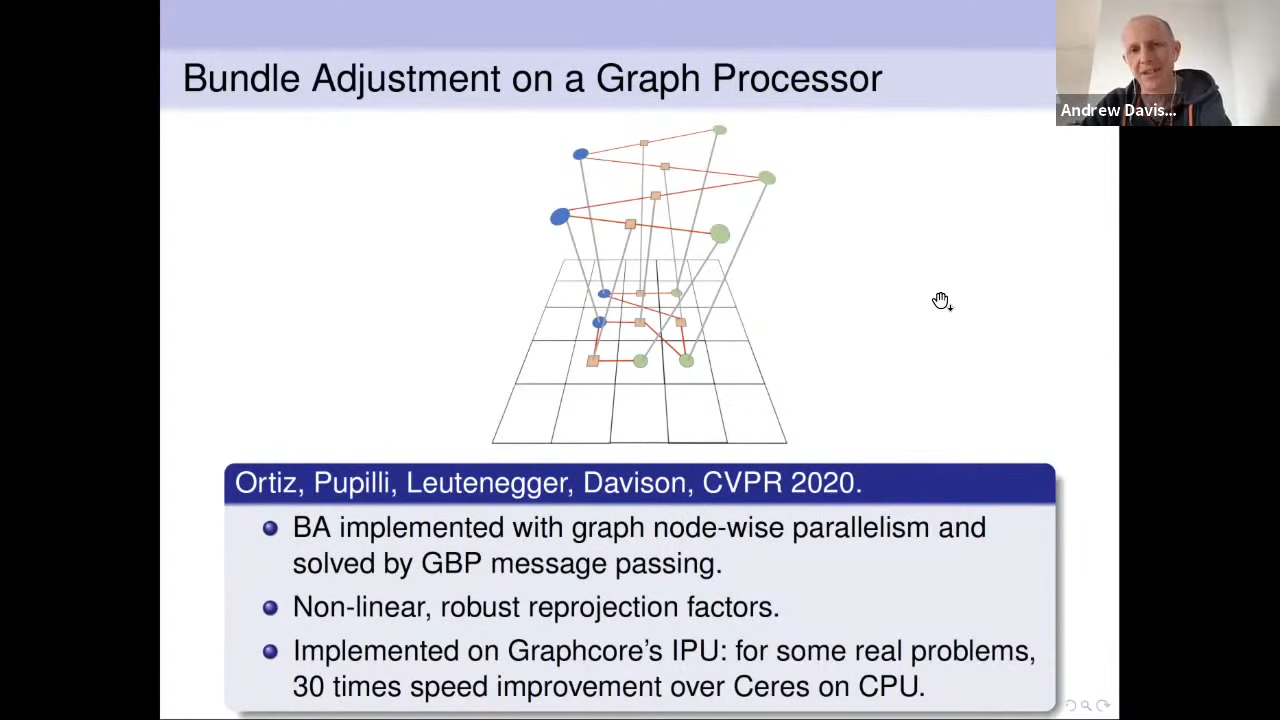 Bundle Adjustment on a Graph Processor
Andrew Davis...
Ortiz, Pupilli, Leutenegger, Davison, CVPR 2020.
BA implemented with graph node-wise parallelism and
solved by GBP message passing.
Non-linear, robust reprojection factors.
Implemented on Graphcore's IPU: for some real problems,
30 times speed improvement over Ceres on CPU.